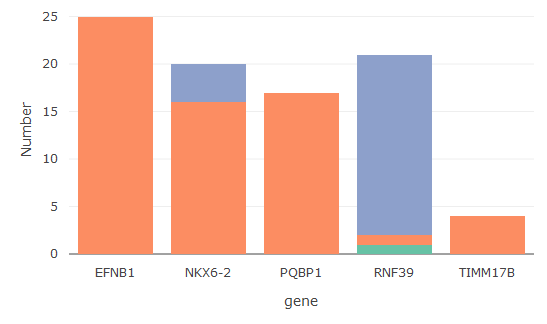 25
20
15
10
5
0
Number
EFNB1
NKX6-2
PQBP1
RNF39
TIMM17B
gene